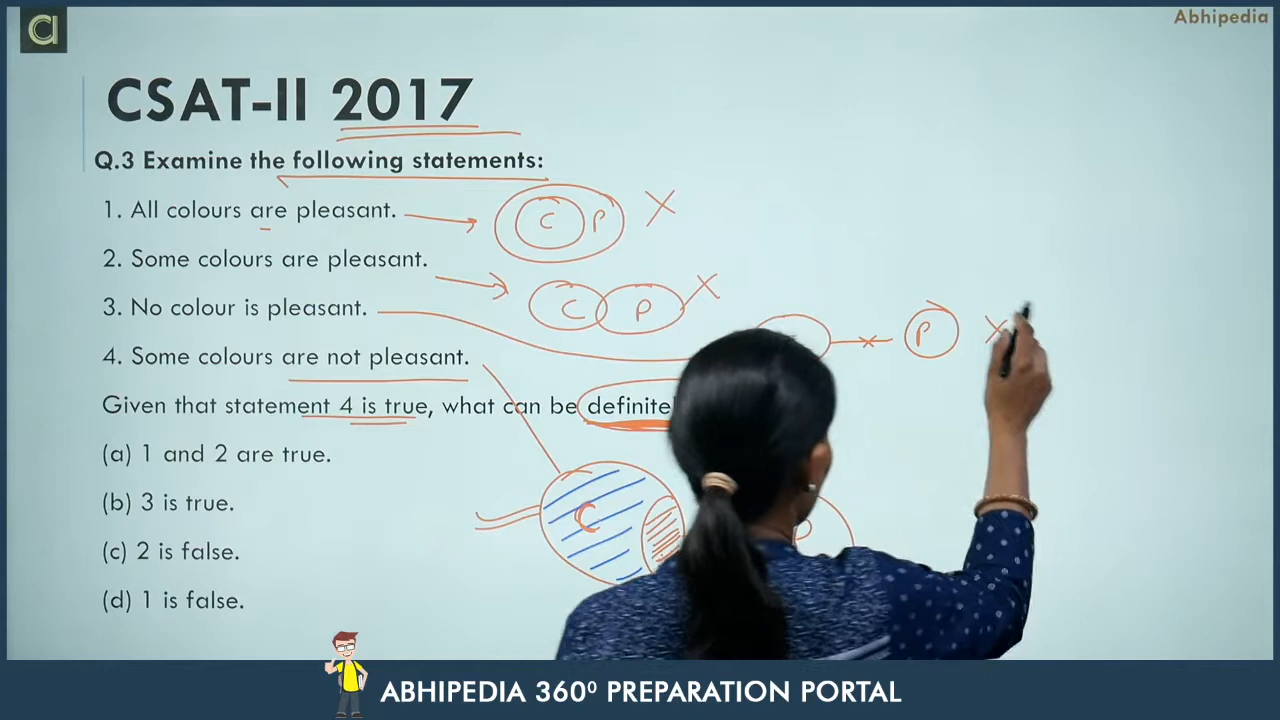 Abhipedia
CSAT-II 2017
Q.3 Examine the following statements:
1. All colours are pleasant.
C P X
2. Some colours are pleasant.
C P X
3. No colour is pleasant.
x P X
4. Some colours are not pleasant.
Given that statement 4 is true, what can be
(a) 1 and 2 are true.
(b) 3 is true.
C P
(c) 2 is false.
(d) 1 is false.
ABHIPEDIA 360⁰ PREPARATION PORTAL